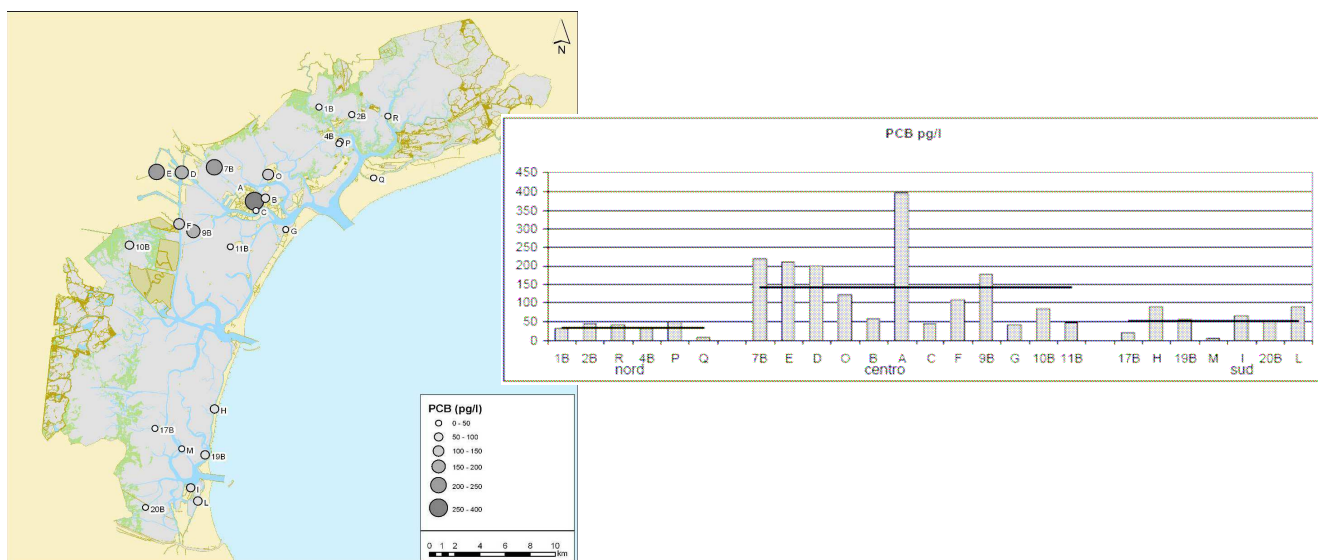 N
1B
2B
R
4B
P
Q
E
D
7B
O
A
B
C
F
9B
G
10B
11B
H
17B
M
19B
I
L
20B
PCB (pg/l)
0 - 50
50 - 100
100 - 150
150 - 200
200 - 250
250 - 400
0 1 2 4 6 8 10
km
PCB pg/l
450
400
350
300
250
200
150
100
50
0
1B 2B R 4B P Q 7B E D O B A C F 9B G 10B 11B 17B H 19B M I 20B L
nord centro sud